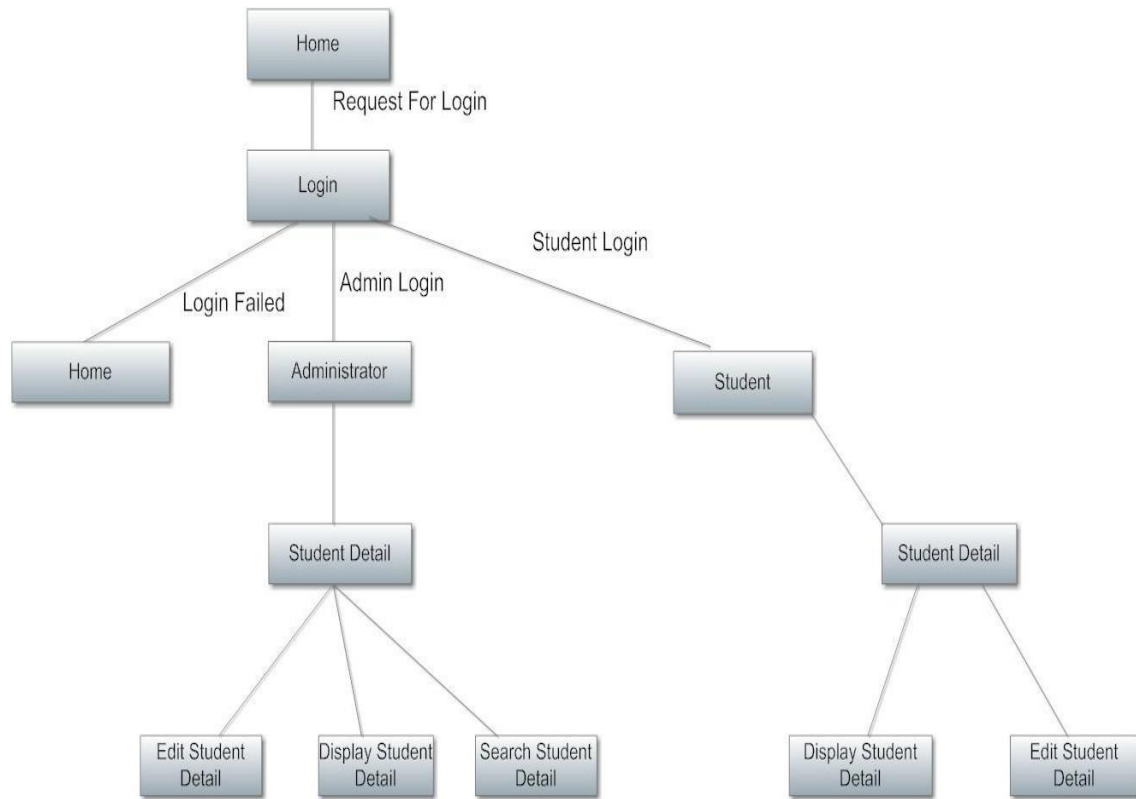 Home
Request For Login
Login
Student Login
Admin Login
Login Failed
Home
Administrator
Student
Student Detail
Student Detail
Edit Student
Detail
Display Student
Detail
Search Student
Detail
Display Student
Detail
Edit Student
Detail